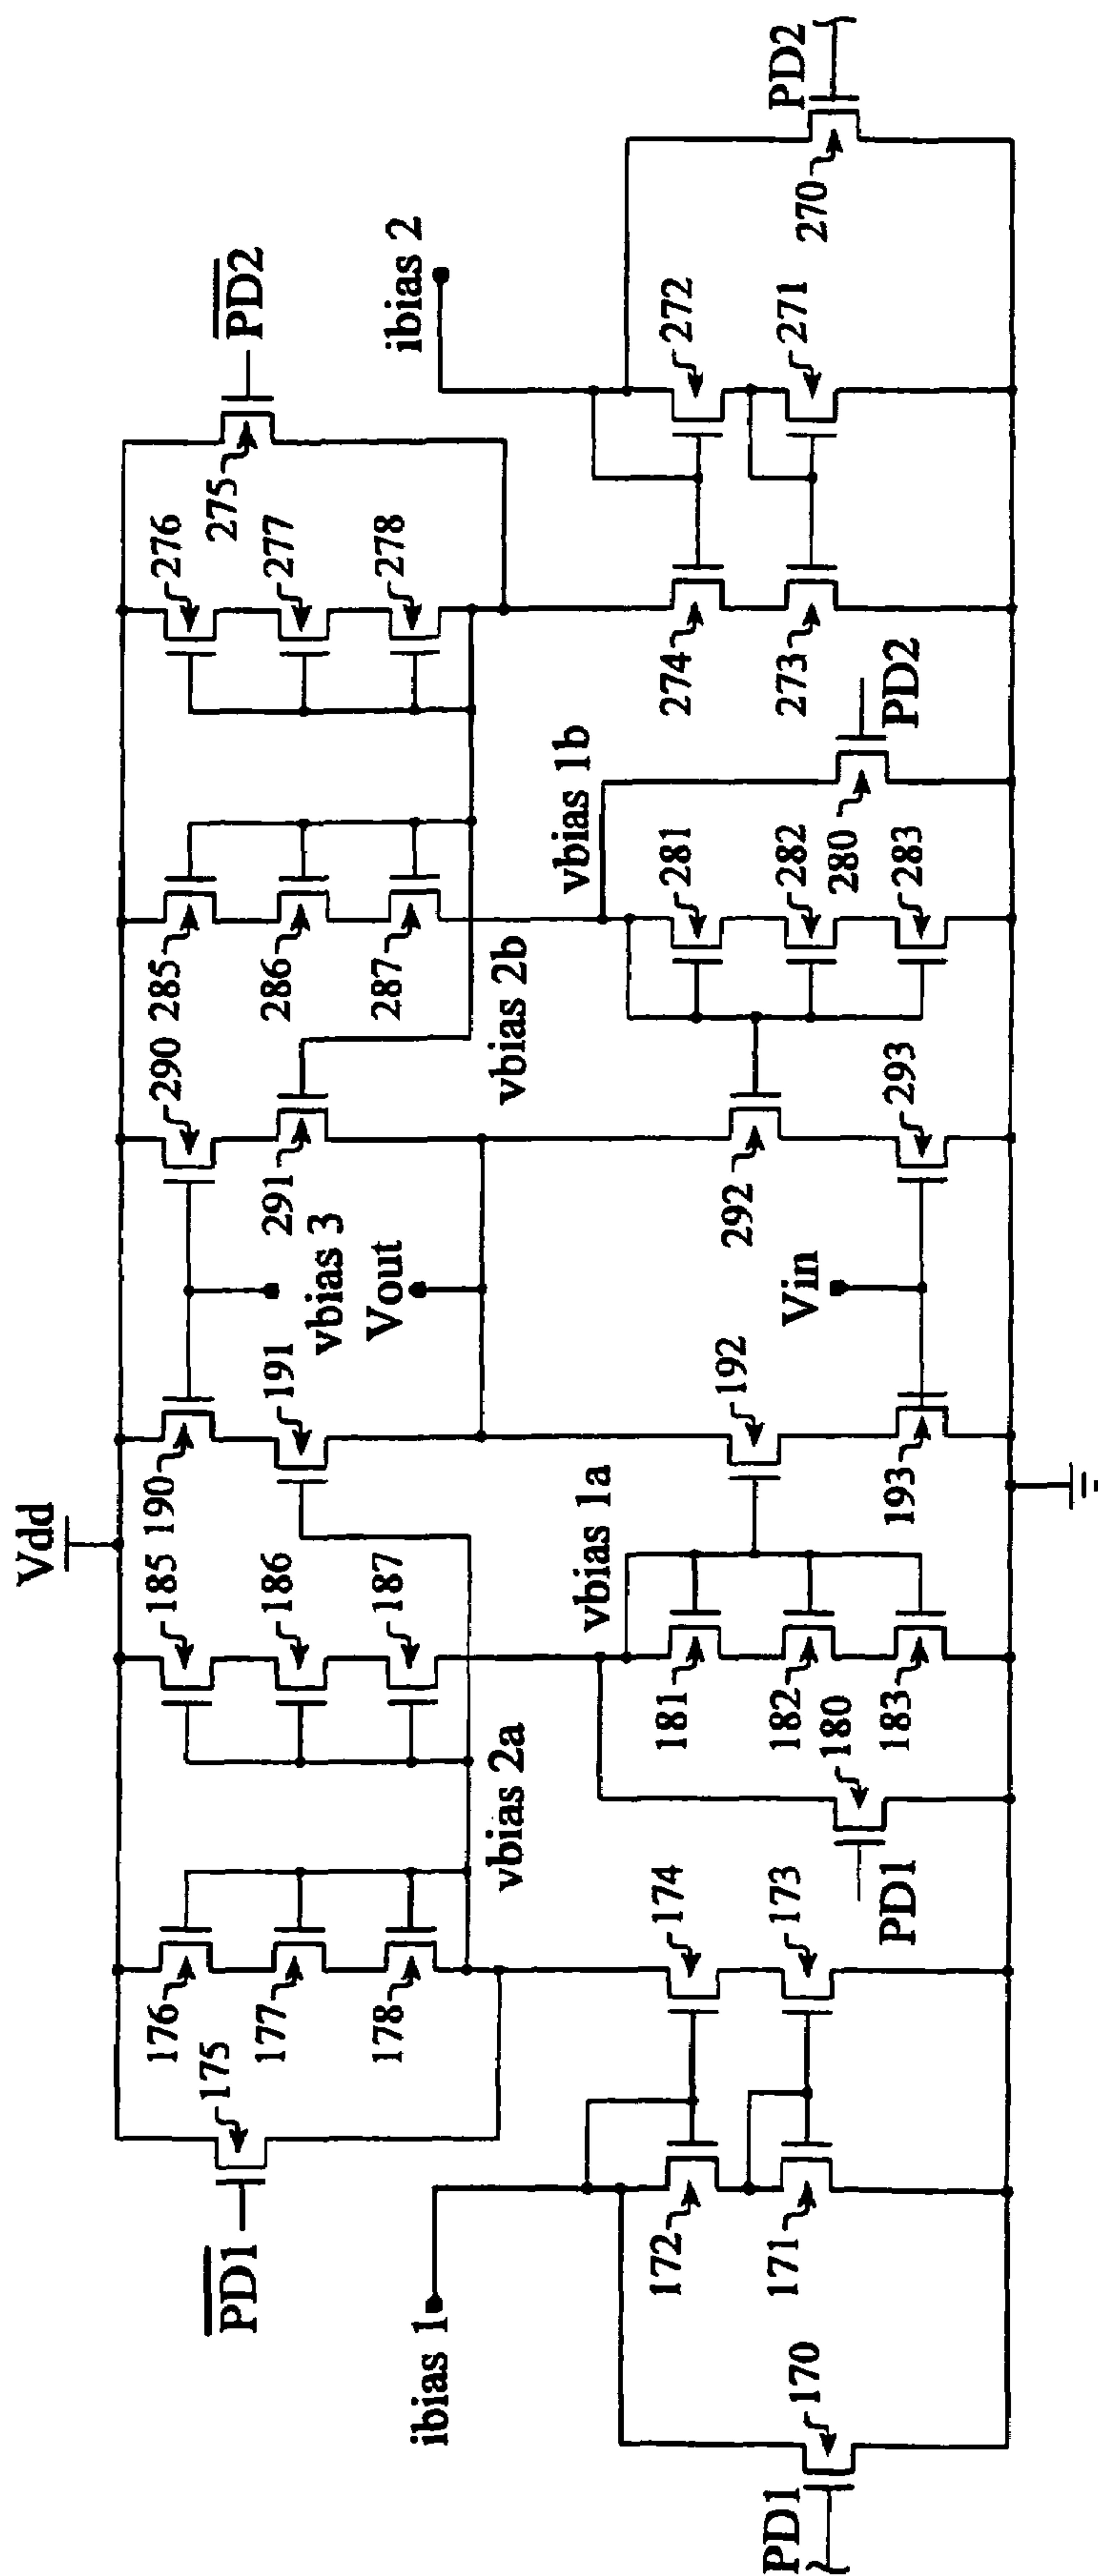 Vdd
PD1
175
176
177
178
185
186
187
190
191
vbias 3
Vout
290
291
285
286
287
276
277
278
275
PD2
ibias 1
vbias 2a
vbias 2b
ibias 2
PD1
170
172
171
174
173
PD1
180
vbias 1a
181
182
183
192
193
Vin
292
293
vbias 1b
281
282
283
280
PD2
274
273
272
271
270
PD2